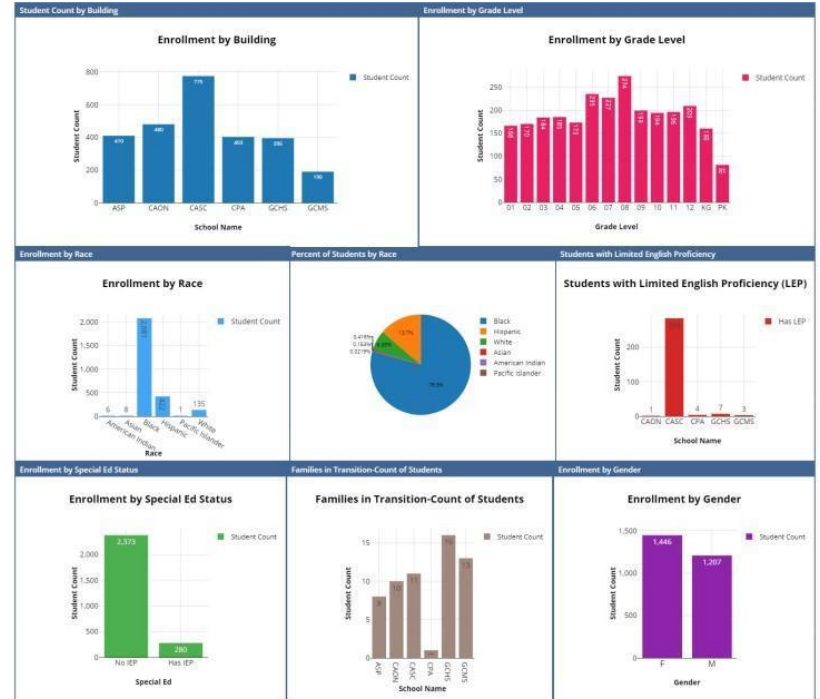 Student Count by Building
Enrollment by Grade Level
Enrollment by Building
800
600
400
200
0
Student Count
410
480
775
403
ASP CAON CASC CPA GCHS GCMS
School Name
Student Count
Enrollment by Grade Level
250
200
150
100
50
0
Student Count
170
184
227
274
01 02 03 04 05 06 07 08 09 10 11 12 KG PK
Grade Level
Student Count
Enrollment by Race
Percent of Students by Race
Students with Limited English Proficiency
Enrollment by Race
2,000
1,500
1,000
500
0
Student Count
6 8 422 1 135
American Indian
Asian
Black
Hispanic
Pacific Islander
White
Race
Student Count
Black
Hispanic
White
Asian
American Indian
Pacific Islander
Students with Limited English Proficiency (LEP)
200
100
0
Student Count
1 4 7 3
CAON CASC CPA GCHS GCMS
School Name
Has LEP
Enrollment by Special Ed Status
Families in Transition-Count of Students
Enrollment by Gender
Enrollment by Special Ed Status
2,000
1,500
1,000
500
0
Student Count
2,373
280
No IEP Has IEP
Special Ed
Student Count
Families in Transition-Count of Students
15
10
5
0
Student Count
8 10 11 16 13
ASP CAON CASC CPA GCHS GCMS
School Name
Student Count
Enrollment by Gender
1,500
1,000
500
0
Student Count
1,446
1,207
F M
Gender
Student Count